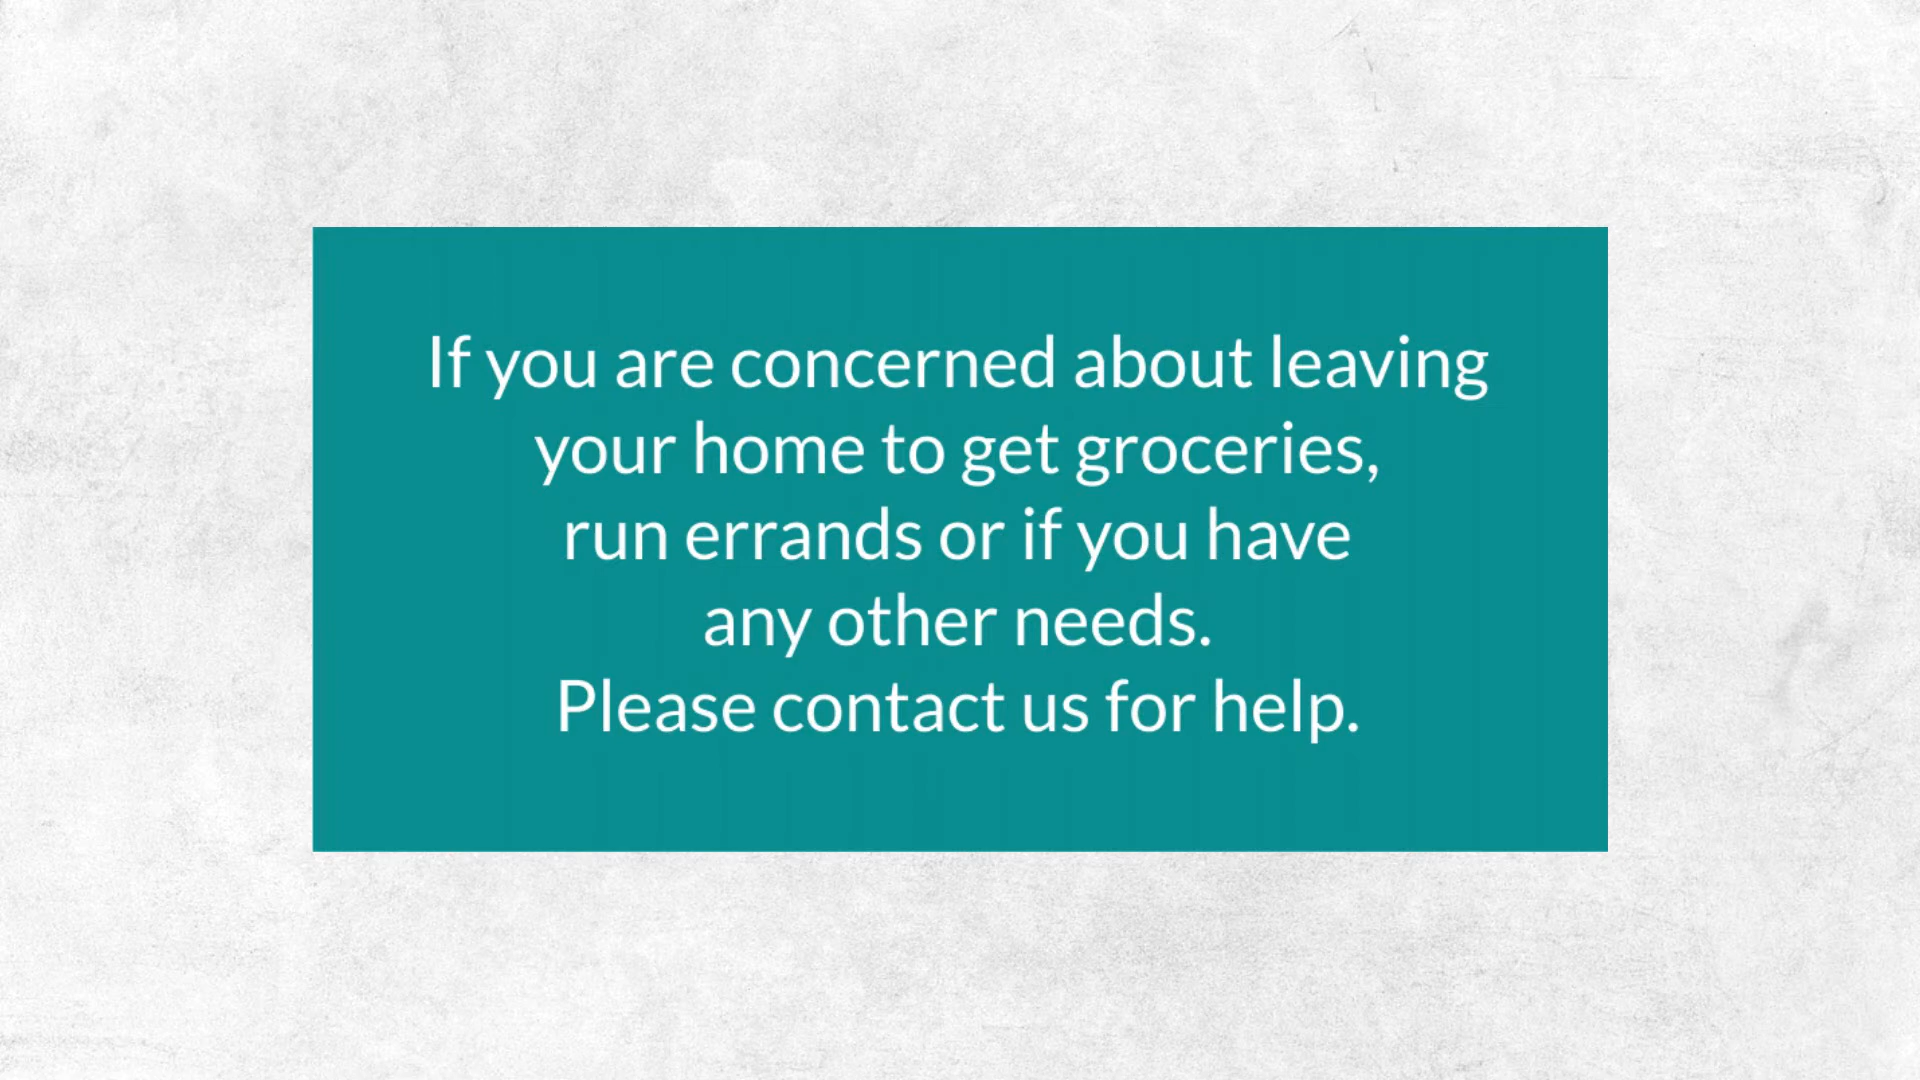 If you are concerned about leaving
your home to get groceries,
run errands or if you have
any other needs.
Please contact us for help.